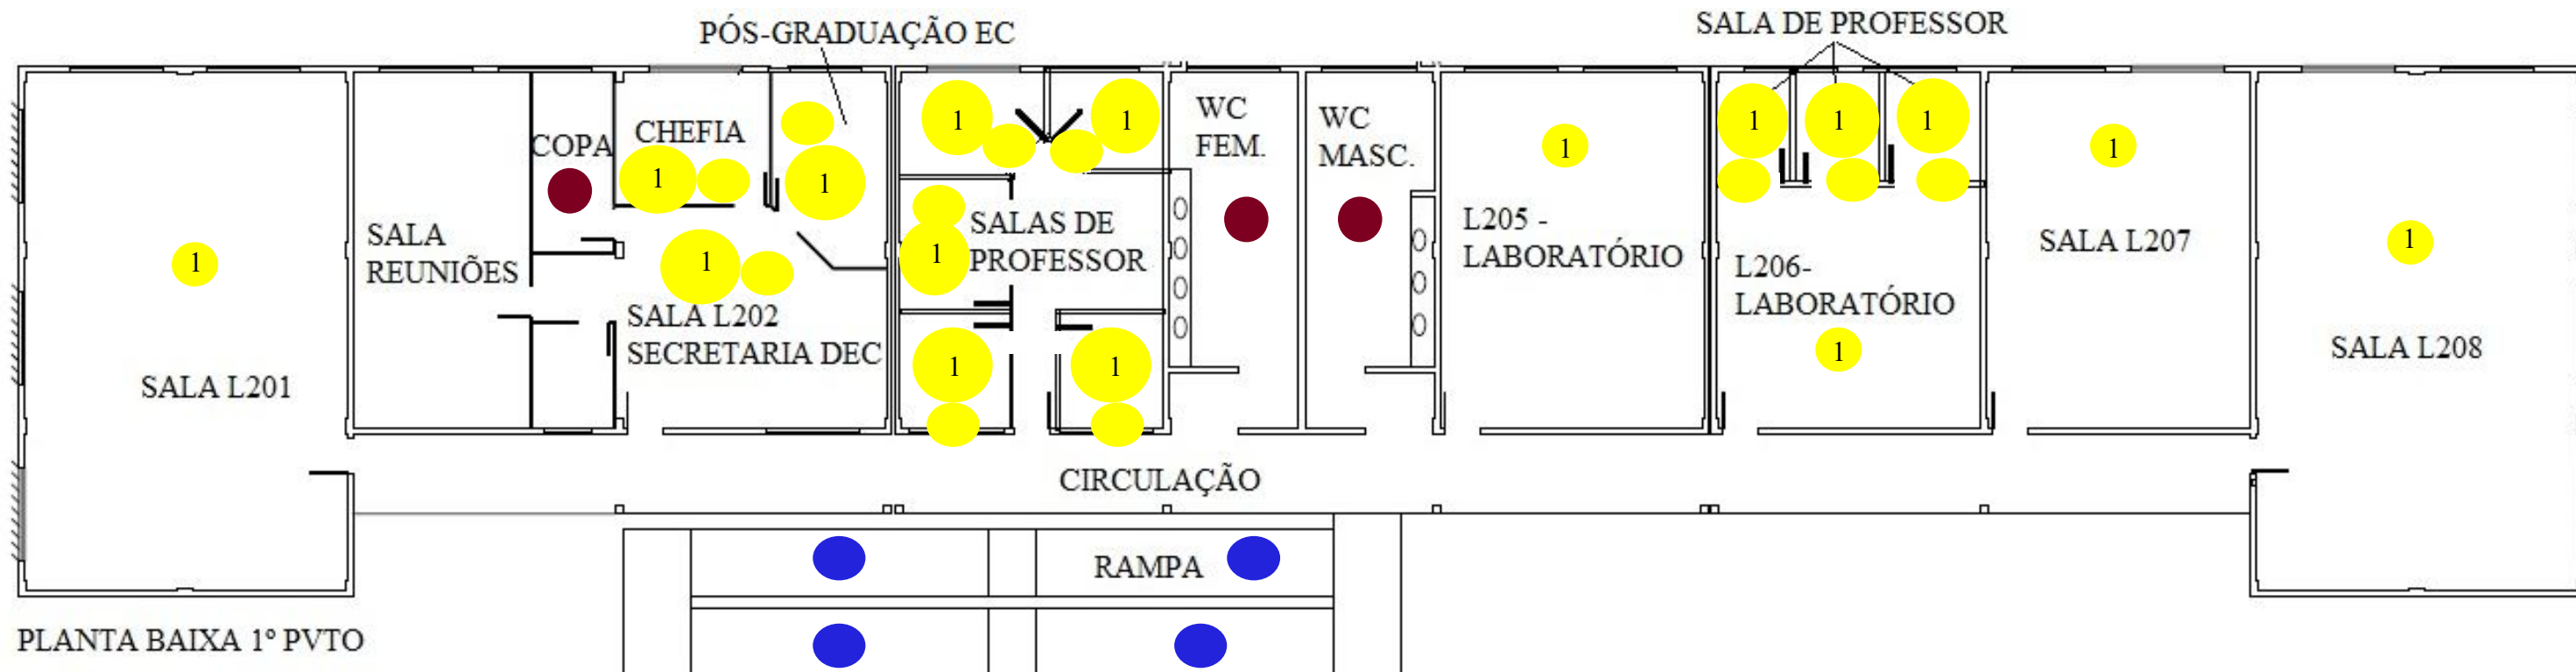 PÓS-GRADUAÇÃO EC
SALA DE PROFESSOR
COPA
CHEFIA
1
1
1
1
WC
FEM.
WC
MASC.
1
1
1
1
1
SALA
REUNIÕES
1
1
1
SALAS DE
PROFESSOR
L205 -
LABORATÓRIO
L206-
LABORATÓRIO
1
SALA L207
1
SALA L201
SALA L202
SECRETARIA DEC
1
1
SALA L208
CIRCULAÇÃO
RAMPA
PLANTA BAIXA 1º PVTO